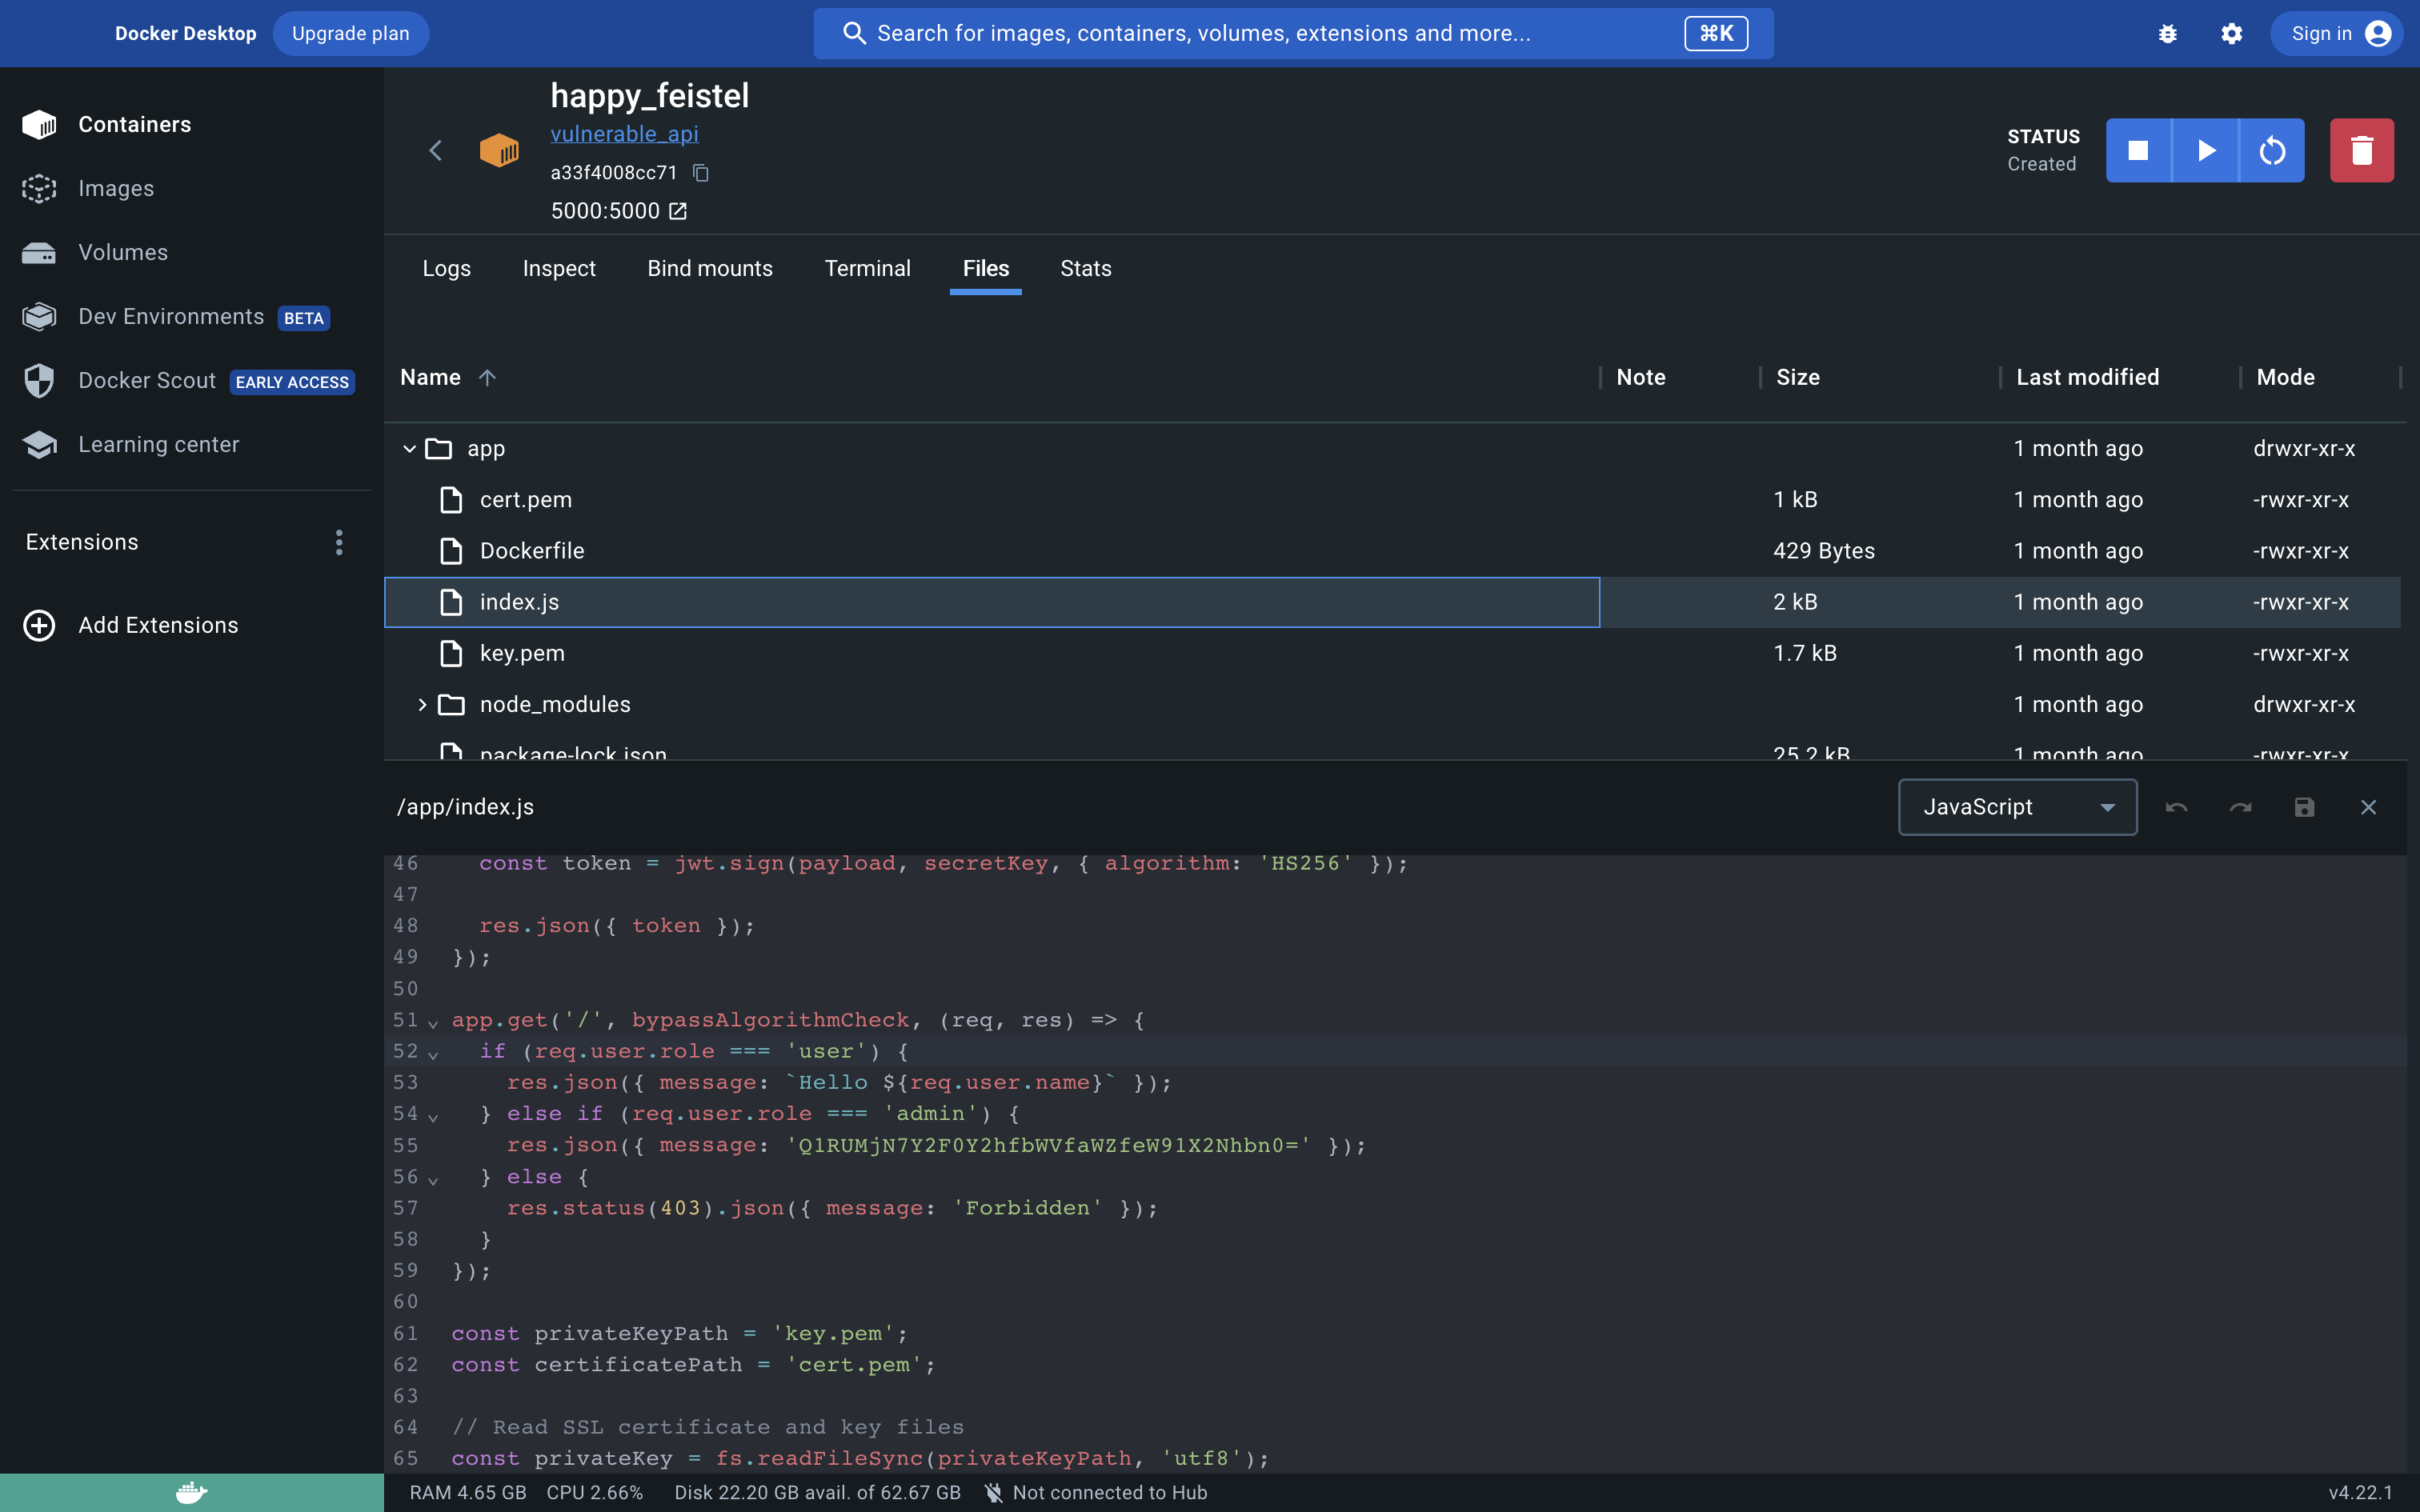 Docker Desktop Upgrade plan Search for images, containers, volumes, extensions and more... ⌘K Sign in
Containers
Images
Volumes
Dev Environments BETA
Docker Scout EARLY ACCESS
Learning center
Extensions
Add Extensions
happy_feistel
vulnerable_api
a33f4008cc71
5000:5000
STATUS
Created
Logs Inspect Bind mounts Terminal Files Stats
Name Note Size Last modified Mode
app 1 month ago drwxr-xr-x
cert.pem 1 kB 1 month ago -rwxr-xr-x
Dockerfile 429 Bytes 1 month ago -rwxr-xr-x
index.js 2 kB 1 month ago -rwxr-xr-x
key.pem 1.7 kB 1 month ago -rwxr-xr-x
node_modules 1 month ago drwxr-xr-x
package-lock.json 25.2 kB 1 month ago -rwxr-xr-x
/app/index.js JavaScript
46 const token = jwt.sign(payload, secretKey, { algorithm: 'HS256' });
47
48 res.json({ token });
49 });
50
51 app.get('/', bypassAlgorithmCheck, (req, res) => {
52 if (req.user.role === 'user') {
53 res.json({ message: `Hello ${req.user.name}` });
54 } else if (req.user.role === 'admin') {
55 res.json({ message: 'Q1RUMjN7Y2F0Y2hfbWVfaWZfeW91X2Nhbn0=' });
56 } else {
57 res.status(403).json({ message: 'Forbidden' });
58 }
59 });
60
61 const privateKeyPath = 'key.pem';
62 const certificatePath = 'cert.pem';
63
64 // Read SSL certificate and key files
65 const privateKey = fs.readFileSync(privateKeyPath, 'utf8');
RAM 4.65 GB CPU 2.66% Disk 22.20 GB avail. of 62.67 GB Not connected to Hub v4.22.1